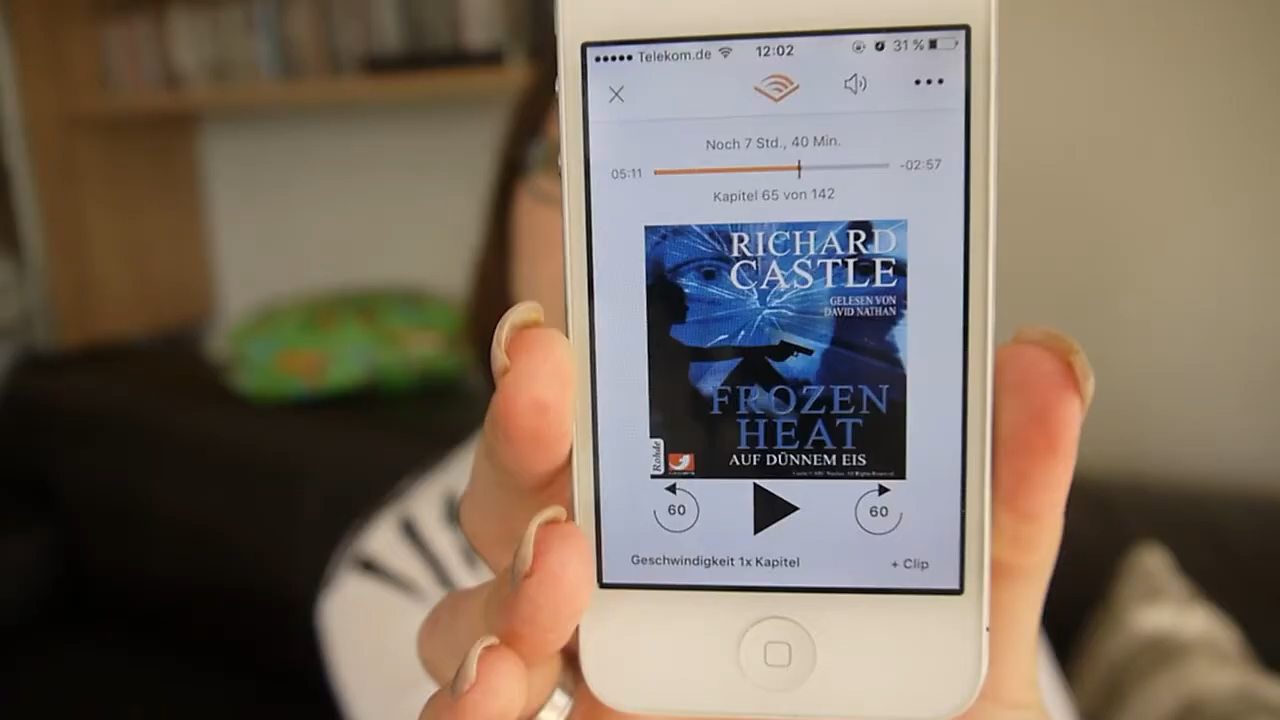 Telekom.de 12:02 31 %
Noch 7 Std., 40 Min.
05:11 -02:57
Kapitel 65 von 142
RICHARD
CASTLE
GELESEN VON
DAVID NATHAN
FROZEN
HEAT
AUF DÜNNEM EIS
Rohde
60 60
Geschwindigkeit 1x Kapitel + Clip